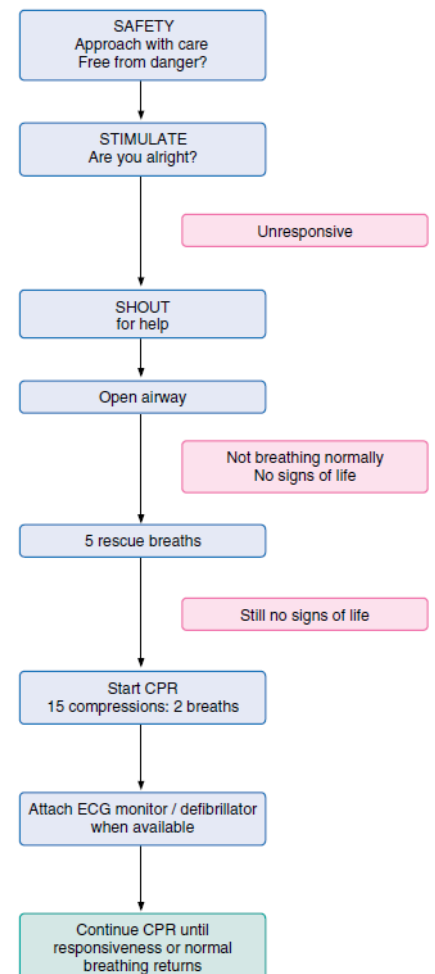 SAFETY
Approach with care
Free from danger?
STIMULATE
Are you alright?
Unresponsive
SHOUT
for help
Open airway
Not breathing normally
No signs of life
5 rescue breaths
Still no signs of life
Start CPR
15 compressions: 2 breaths
Attach ECG monitor / defibrillator
when available
Continue CPR until
responsiveness or normal
breathing returns